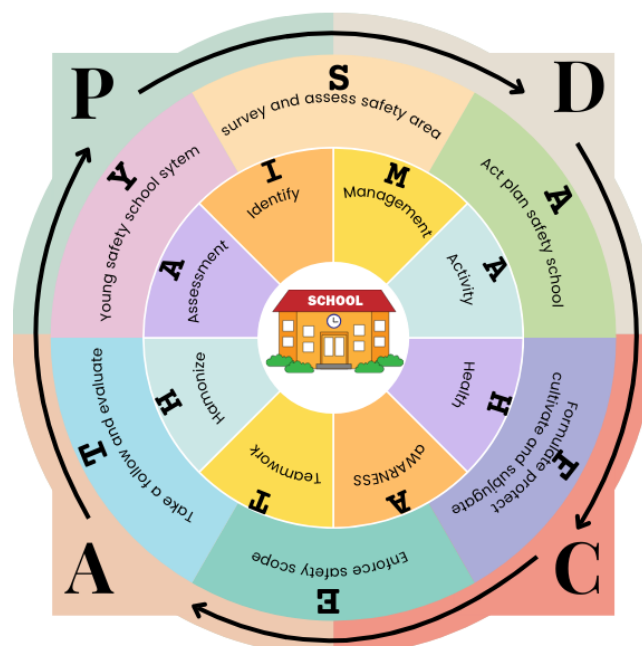 P
D
C
A
S
survey and assess safety area
A
Act plan safety school
F
Formulate protect
cultivate and subjugate
E
Enforce safety scope
T
Take a follow and evaluate
Y
Young safety school sytem
M
Management
A
Activity
H
Health
A
aWARNESS
T
Teamwork
H
Hamonize
A
Assessment
I
Identify
SCHOOL